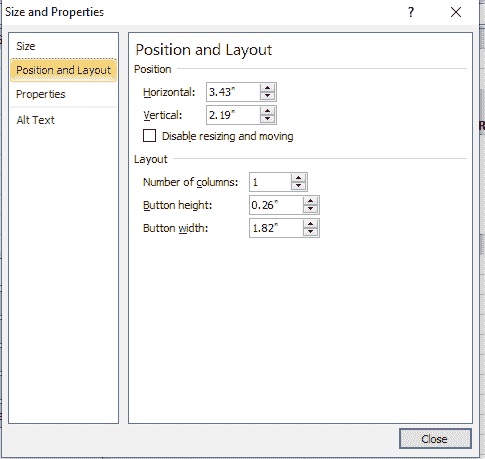 Size and Properties
?
Size
Position and Layout
Properties
Alt Text
Position and Layout
Position
Horizontal: 3.43"
Vertical: 2.19"
Disable resizing and moving
Layout
Number of columns: 1
Button height: 0.26"
Button width: 1.82"
Close
R